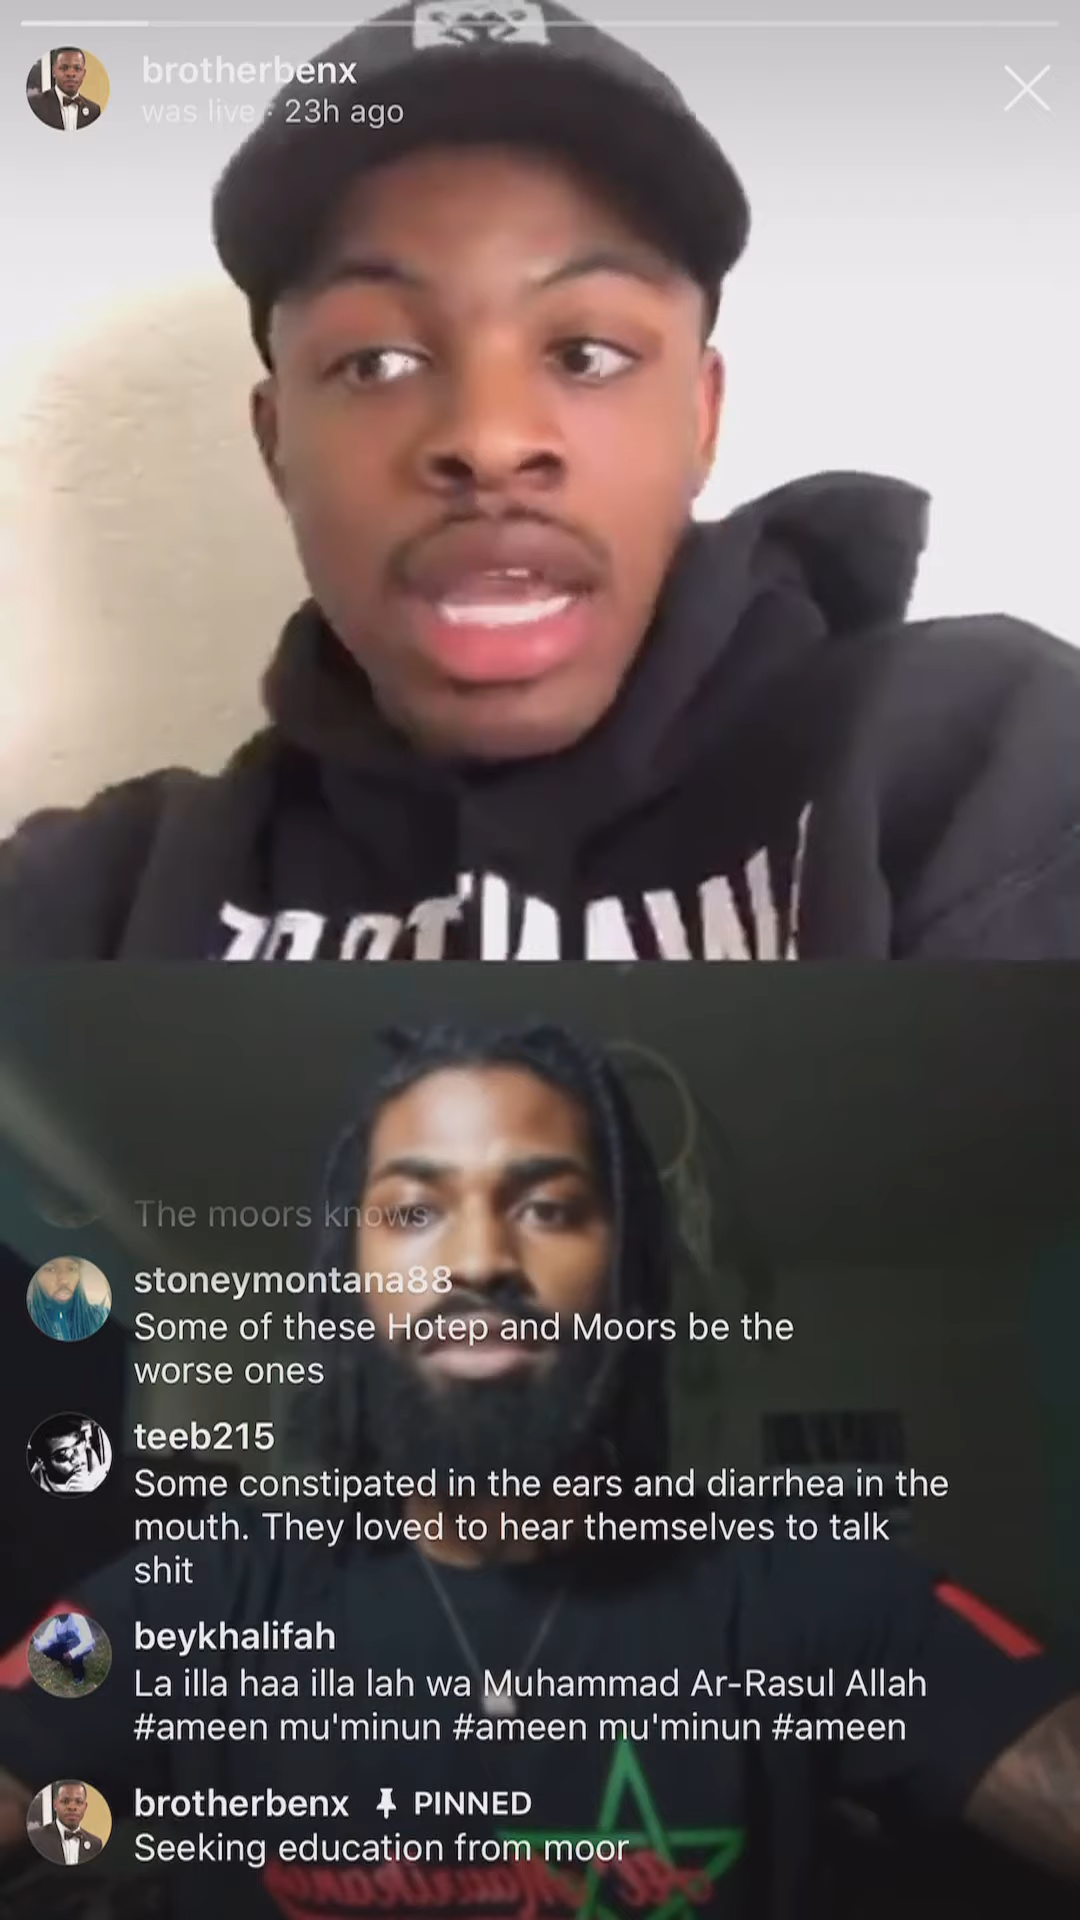 brotherbenx
was live · 23h ago
The moors knows
stoneymontana88
Some of these Hotep and Moors be the
worse ones
teeb215
Some constipated in the ears and diarrhea in the
mouth. They loved to hear themselves to talk
shit
beykhalifah
La illa haa illa lah wa Muhammad Ar-Rasul Allah
#ameen mu'minun #ameen mu'minun #ameen
brotherbenx PINNED
Seeking education from moor